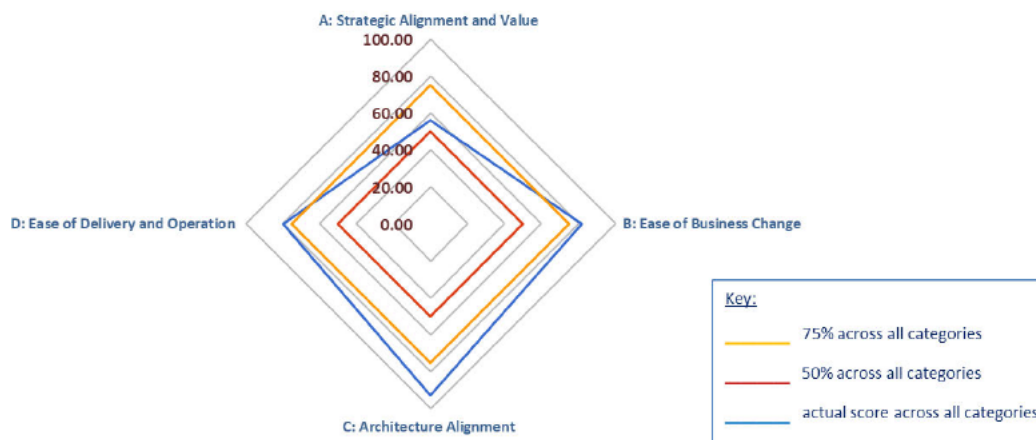 A: Strategic Alignment and Value
100.00
80.00
60.00
40.00
20.00
0.00
D: Ease of Delivery and Operation
B: Ease of Business Change
C: Architecture Alignment
Key:
75% across all categories
50% across all categories
actual score across all categories